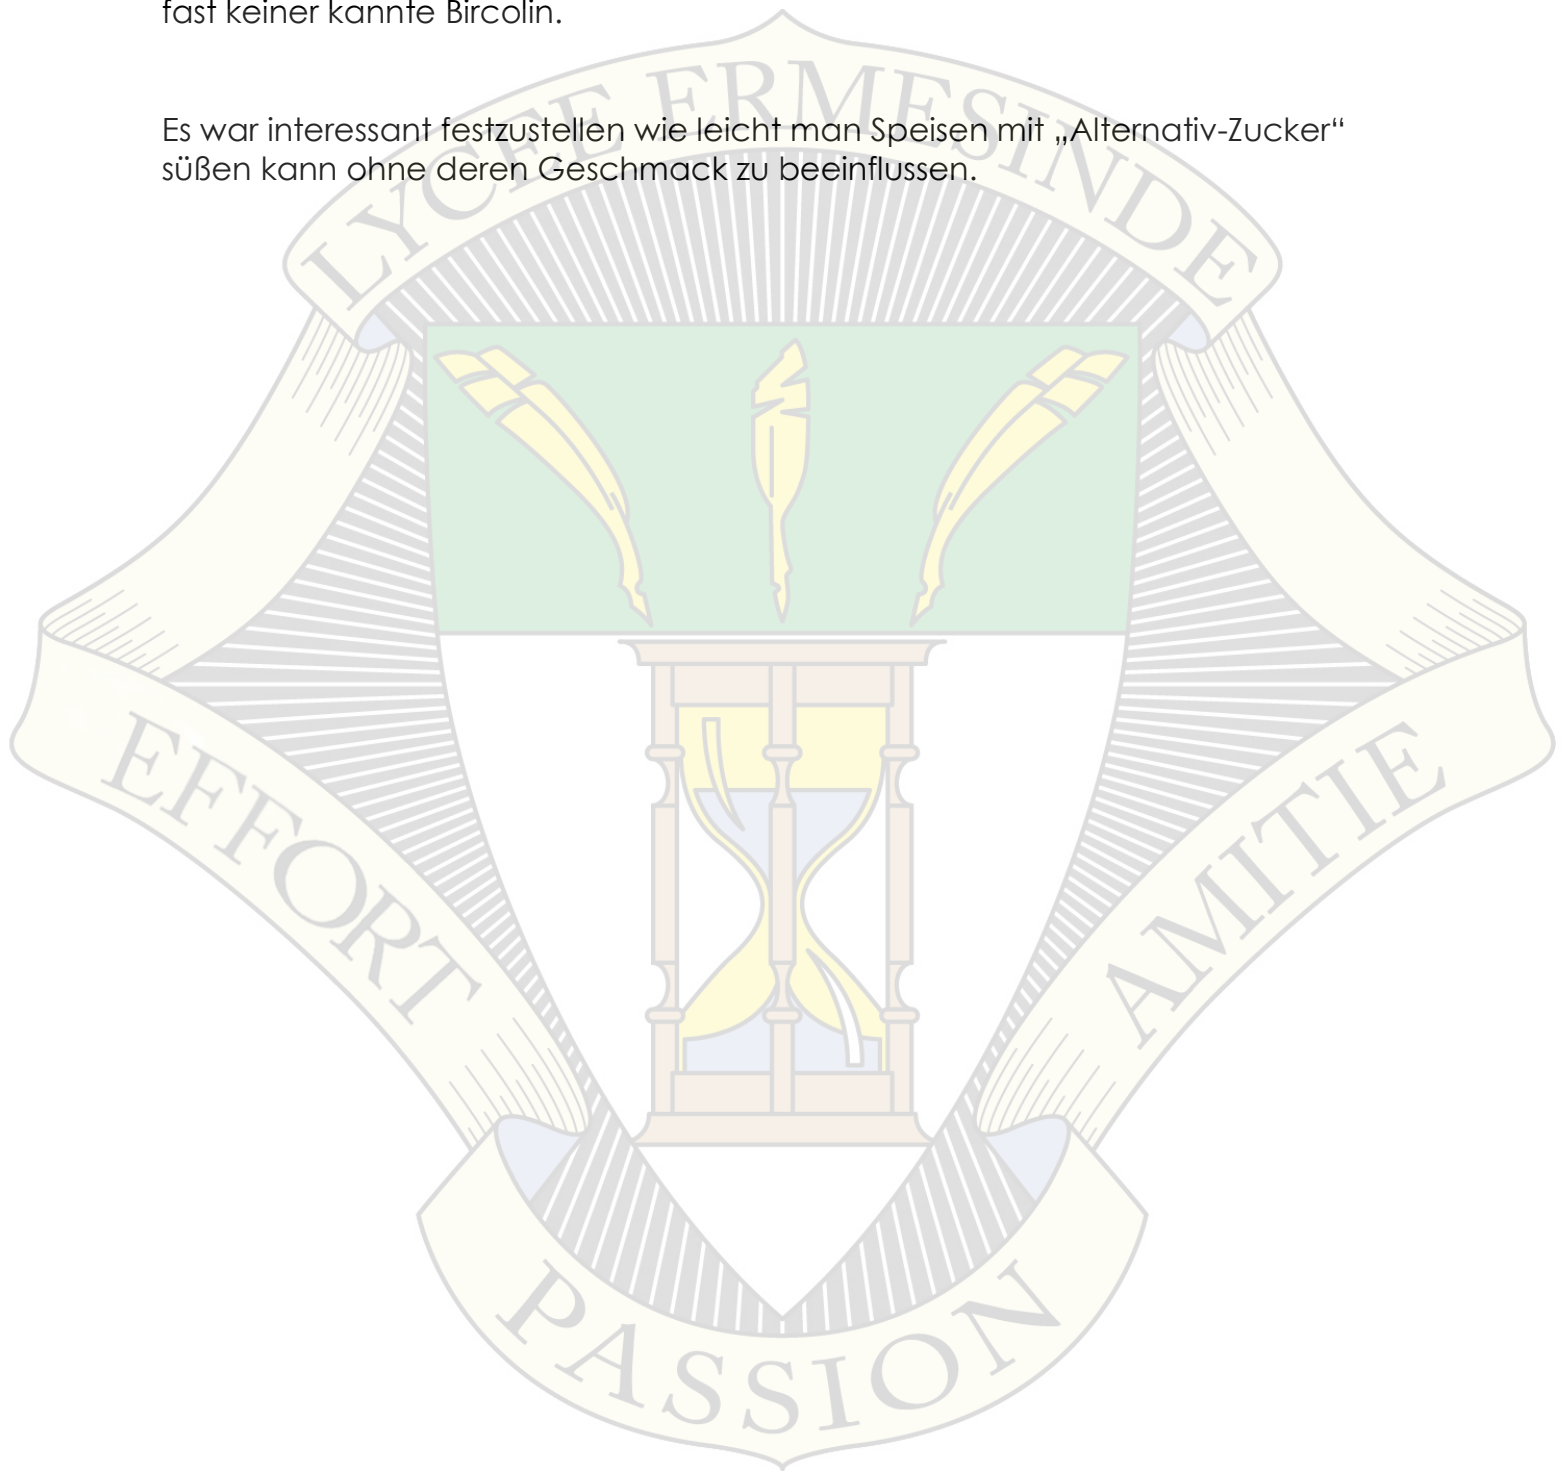 fast keiner kannte Bircolin.
Es war interessant festzustellen wie leicht man Speisen mit „Alternativ-Zucker“
süßen kann ohne deren Geschmack zu beeinflussen.
LYCEE ERMESINDE
EFFORT
AMITIE
PASSION